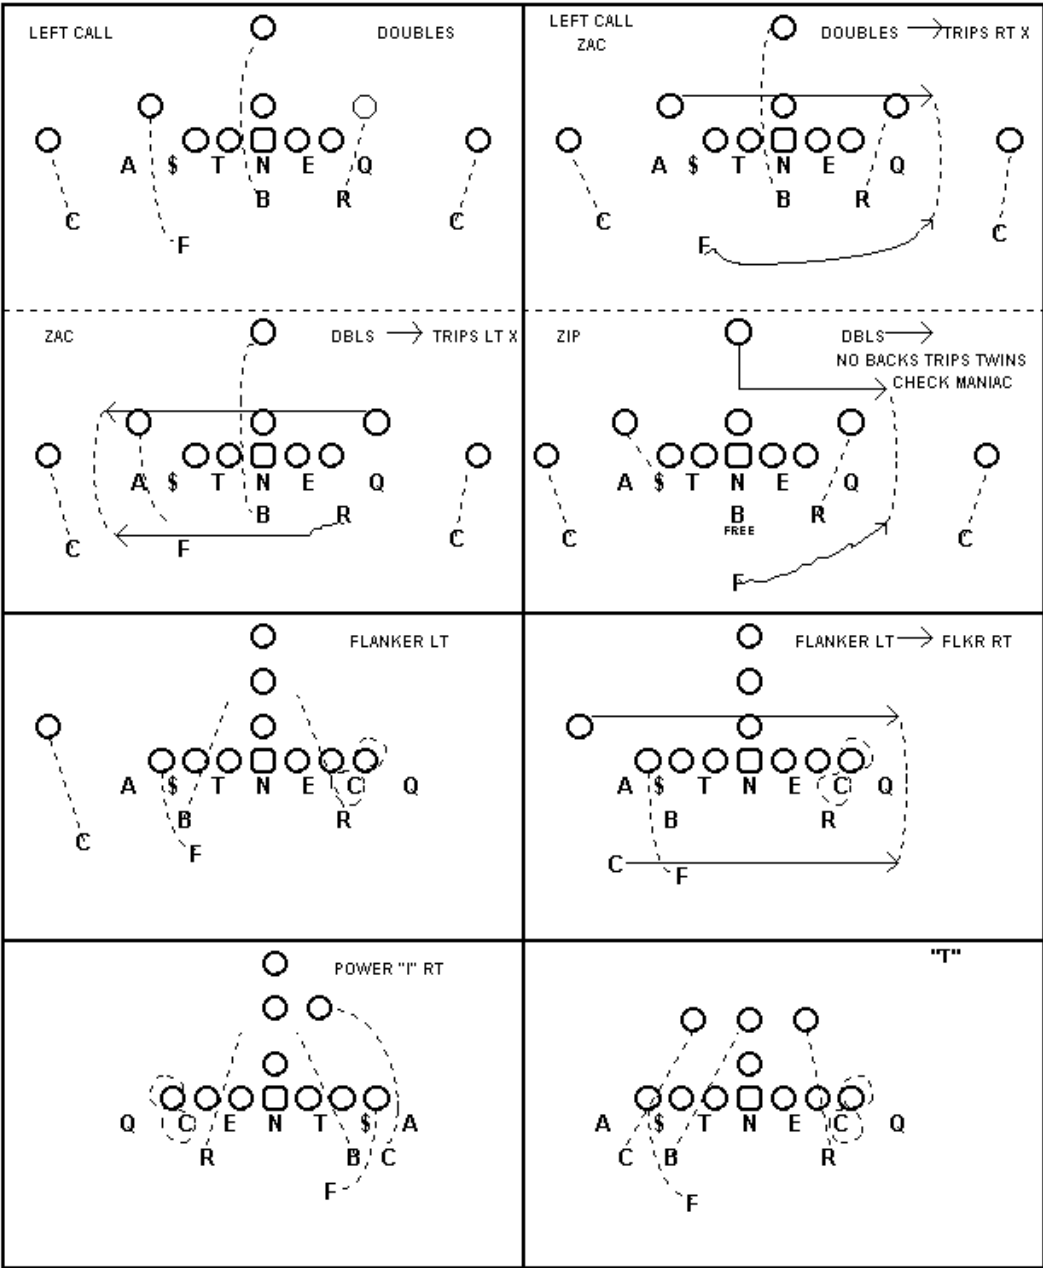 LEFT CALL DOUBLES
A $ T N E Q
B R
C C
F
LEFT CALL
ZAC
DOUBLES TRIPS RT X
A $ T N E Q
B R
C C
F
ZAC DBLS TRIPS LT X
A $ T N E Q
B R
C F C
ZIP DBLS
NO BACKS TRIPS TWINS
CHECK MANIAC
A $ T N E Q
B R
FREE
C C
F
FLANKER LT
A $ T N E C Q
B R
C
F
FLANKER LT FLKR RT
A $ T N E C Q
B R
C F
POWER "I" RT
Q C E N T $ A
R B C
F
"T"
A $ T N E C Q
C B R
F